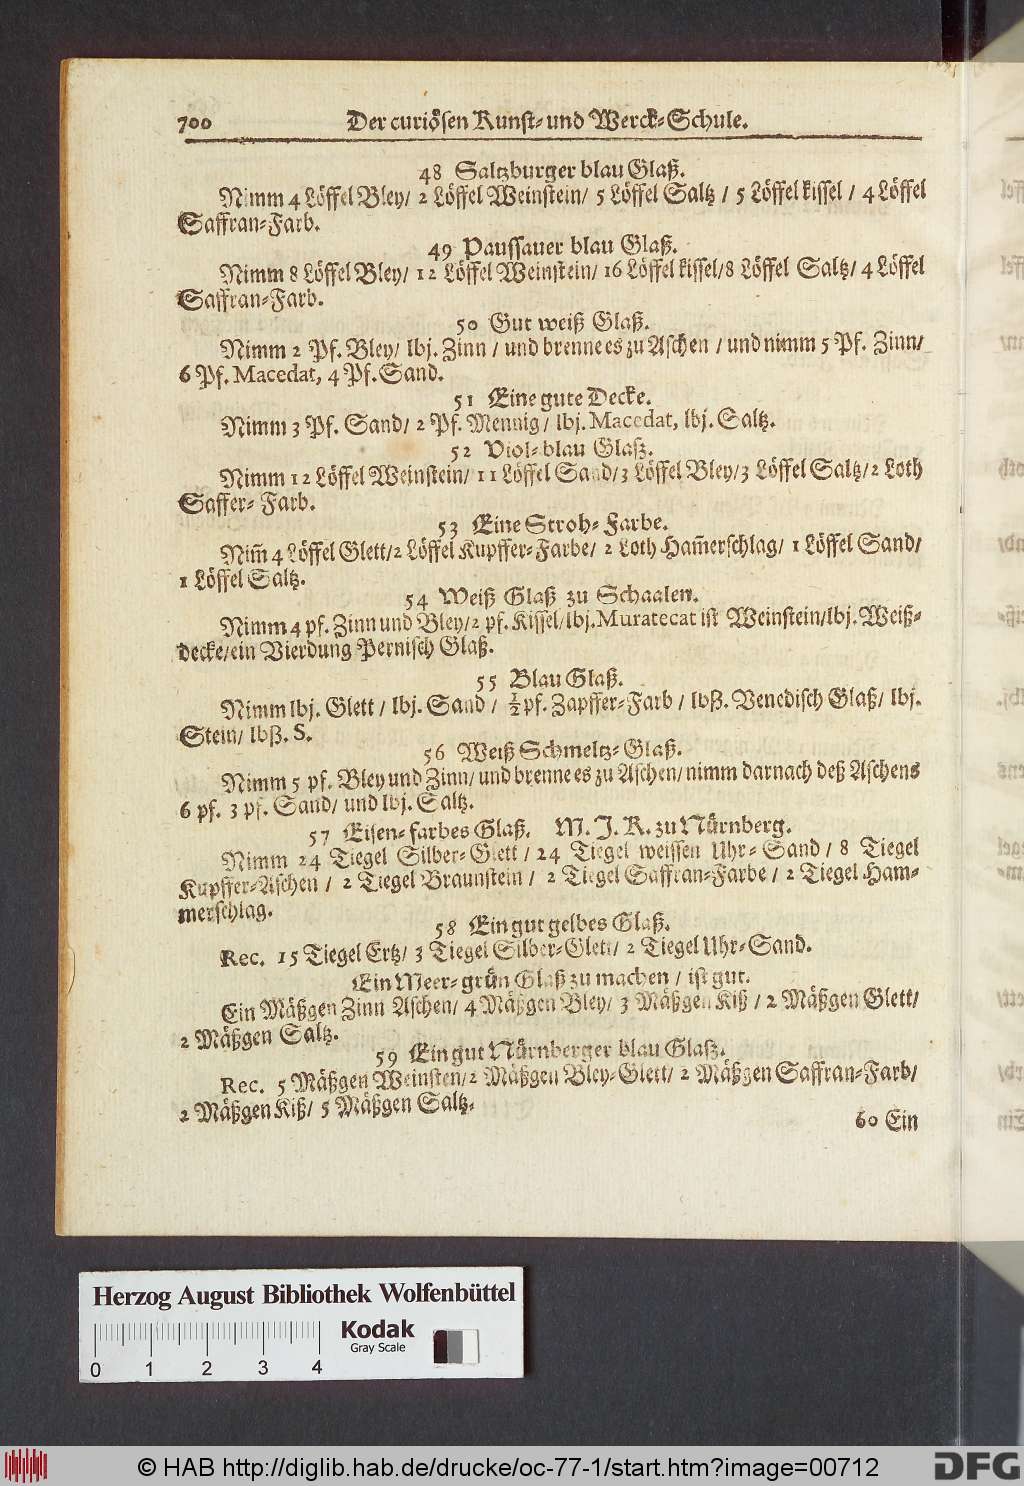 700 Der curiösen Kunst- und Werck-Schule.
48 Saltzburger blau Glaß.
Nimm 4 Löffel Bley/ 2 Löffel Weinstein/ 5 Löffel Saltz / 5 Löffel kissel / 4 Löffel
Saffran-Farb.
49 Paussauer blau Glaß.
Nimm 8 Löffel Bley/ 12 Löffel Weinstein/ 16 Löffel kissel/8 Löffel Saltz/ 4 Löffel
Saffran-Farb.
50 Gut weiß Glaß.
Nimm 2 Pf. Bley/ lbj. Zinn / und brenne es zu Aschen / und nimm 5 Pf. Zinn/
6 Pf. Macedat, 4 Pf. Sand.
51 Eine gute Decke.
Nimm 3 Pf. Sand/ 2 Pf. Mennig/ lbj. Macedat, lbj. Saltz.
52 Viol-blau Glaß.
Nimm 12 Löffel Weinstein/ 11 Löffel Sand/3 Löffel Bley/3 Löffel Saltz/2 Loth
Saffer-Farb.
53 Eine Stroh-Farbe.
Nim̃ 4 Löffel Glett/2 Löffel Kupffer-Farbe/ 2 Loth Ham̃erschlag/ 1 Löffel Sand/
1 Löffel Saltz.
54 Weiß Glaß zu Schaalen.
Nimm 4 pf. Zinn und Bley/2 pf. Kissel/lbj. Muratecat ist Weinstein/lbj. Weiß-
decke/ein Vierdung Pernisch Glaß.
55 Blau Glaß.
Nimm lbj. Glett / lbj. Sand / ½ pf. Zapffer-Farb / lbß. Venedisch Glaß/ lbj.
Stein/ lbß. S.
56 Weiß Schmeltz-Glaß.
Nimm 5 pf. Bley und Zinn/ und brenne es zu Aschen/ nimm darnach deß Aschens
6 pf. 3 pf. Sand/ und lbj. Saltz.
57 Eisen-farbes Glaß. M. J. R. zu Nürnberg.
Nimm 24 Tiegel Silber-Glett / 24 Tiegel weissen Uhr-Sand / 8 Tiegel
Kupffer-Aschen / 2 Tiegel Braunstein / 2 Tiegel Saffran-Farbe / 2 Tiegel Ham-
merschlag.
58 Ein gut gelbes Glaß.
Rec. 15 Tiegel Ertz/ 3 Tiegel Silber-Glett/ 2 Tiegel Uhr-Sand.
Ein Meer-grün Glaß zu machen / ist gut.
Ein Mäßgen Zinn Aschen/ 4 Mäßgen Bley/ 3 Mäßgen Kiß / 2 Mäßgen Glett/
2 Mäßgen Saltz.
59 Ein gut Nürnberger blau Glaß.
Rec. 5 Mäßgen Weinsten/2 Mäßgen Bley-Glett/ 2 Mäßgen Saffran-Farb/
2 Mäßgen Kiß/ 5 Mäßgen Saltz.
60 Ein
Herzog August Bibliothek Wolfenbüttel
Kodak
Gray Scale
0 1 2 3 4
© HAB http://diglib.hab.de/drucke/oc-77-1/start.htm?image=00712
DFG